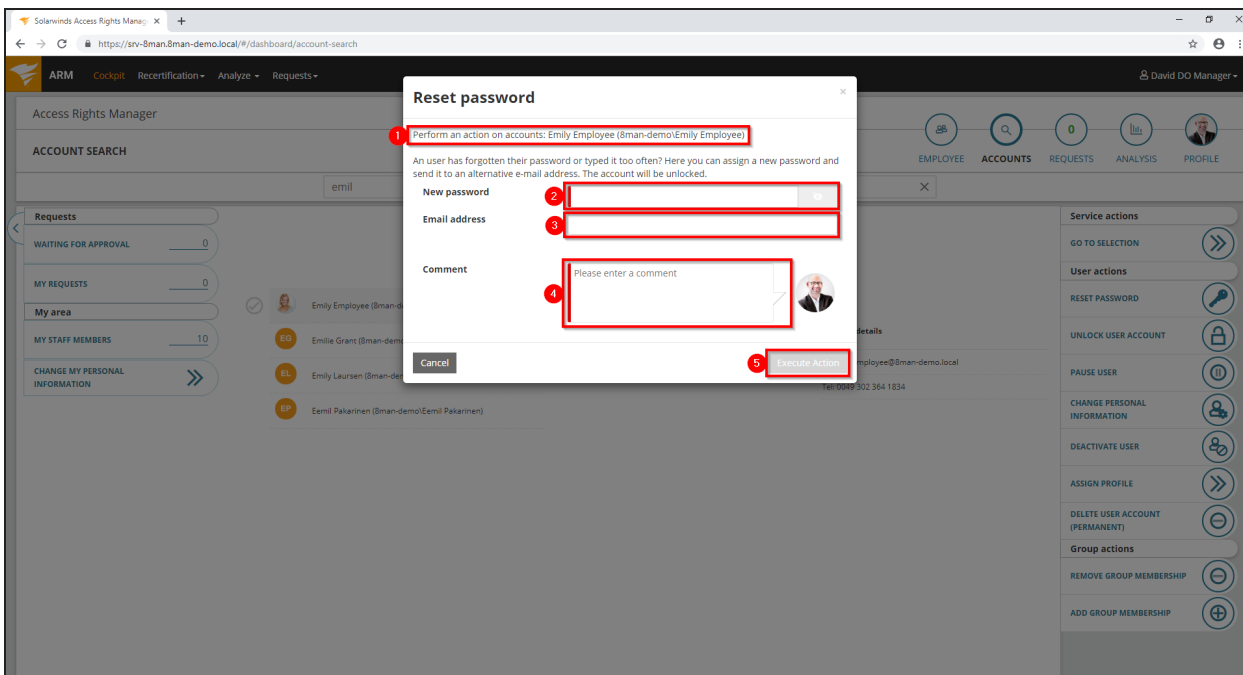 Solarwinds Access Rights Manag
https://srv-8man.8man-demo.local/#/dashboard/account-search
ARM Cockpit Recertification Analyze Requests David DO Manager
Access Rights Manager
ACCOUNT SEARCH
EMPLOYEE ACCOUNTS 0 REQUESTS ANALYSIS PROFILE
emil
Requests
WAITING FOR APPROVAL 0
MY REQUESTS 0
My area
MY STAFF MEMBERS 10
CHANGE MY PERSONAL
INFORMATION
Emily Employee (8man-d
EG Emilie Grant (8man-dem
EL Emily Laursen (8man-de
EP Eemil Pakarinen (8man-demo\Eemil Pakarinen)
Reset password
1 Perform an action on accounts: Emily Employee (8man-demo\Emily Employee)
An user has forgotten their password or typed it too often? Here you can assign a new password and
send it to an alternative e-mail address. The account will be unlocked.
New password 2
Email address 3
Comment 4 Please enter a comment
Cancel 5 Execute Action
details
mployee@8man-demo.local
Tel: 0049 302 364 1834
Service actions
GO TO SELECTION
User actions
RESET PASSWORD
UNLOCK USER ACCOUNT
PAUSE USER
CHANGE PERSONAL
INFORMATION
DEACTIVATE USER
ASSIGN PROFILE
DELETE USER ACCOUNT
(PERMANENT)
Group actions
REMOVE GROUP MEMBERSHIP
ADD GROUP MEMBERSHIP